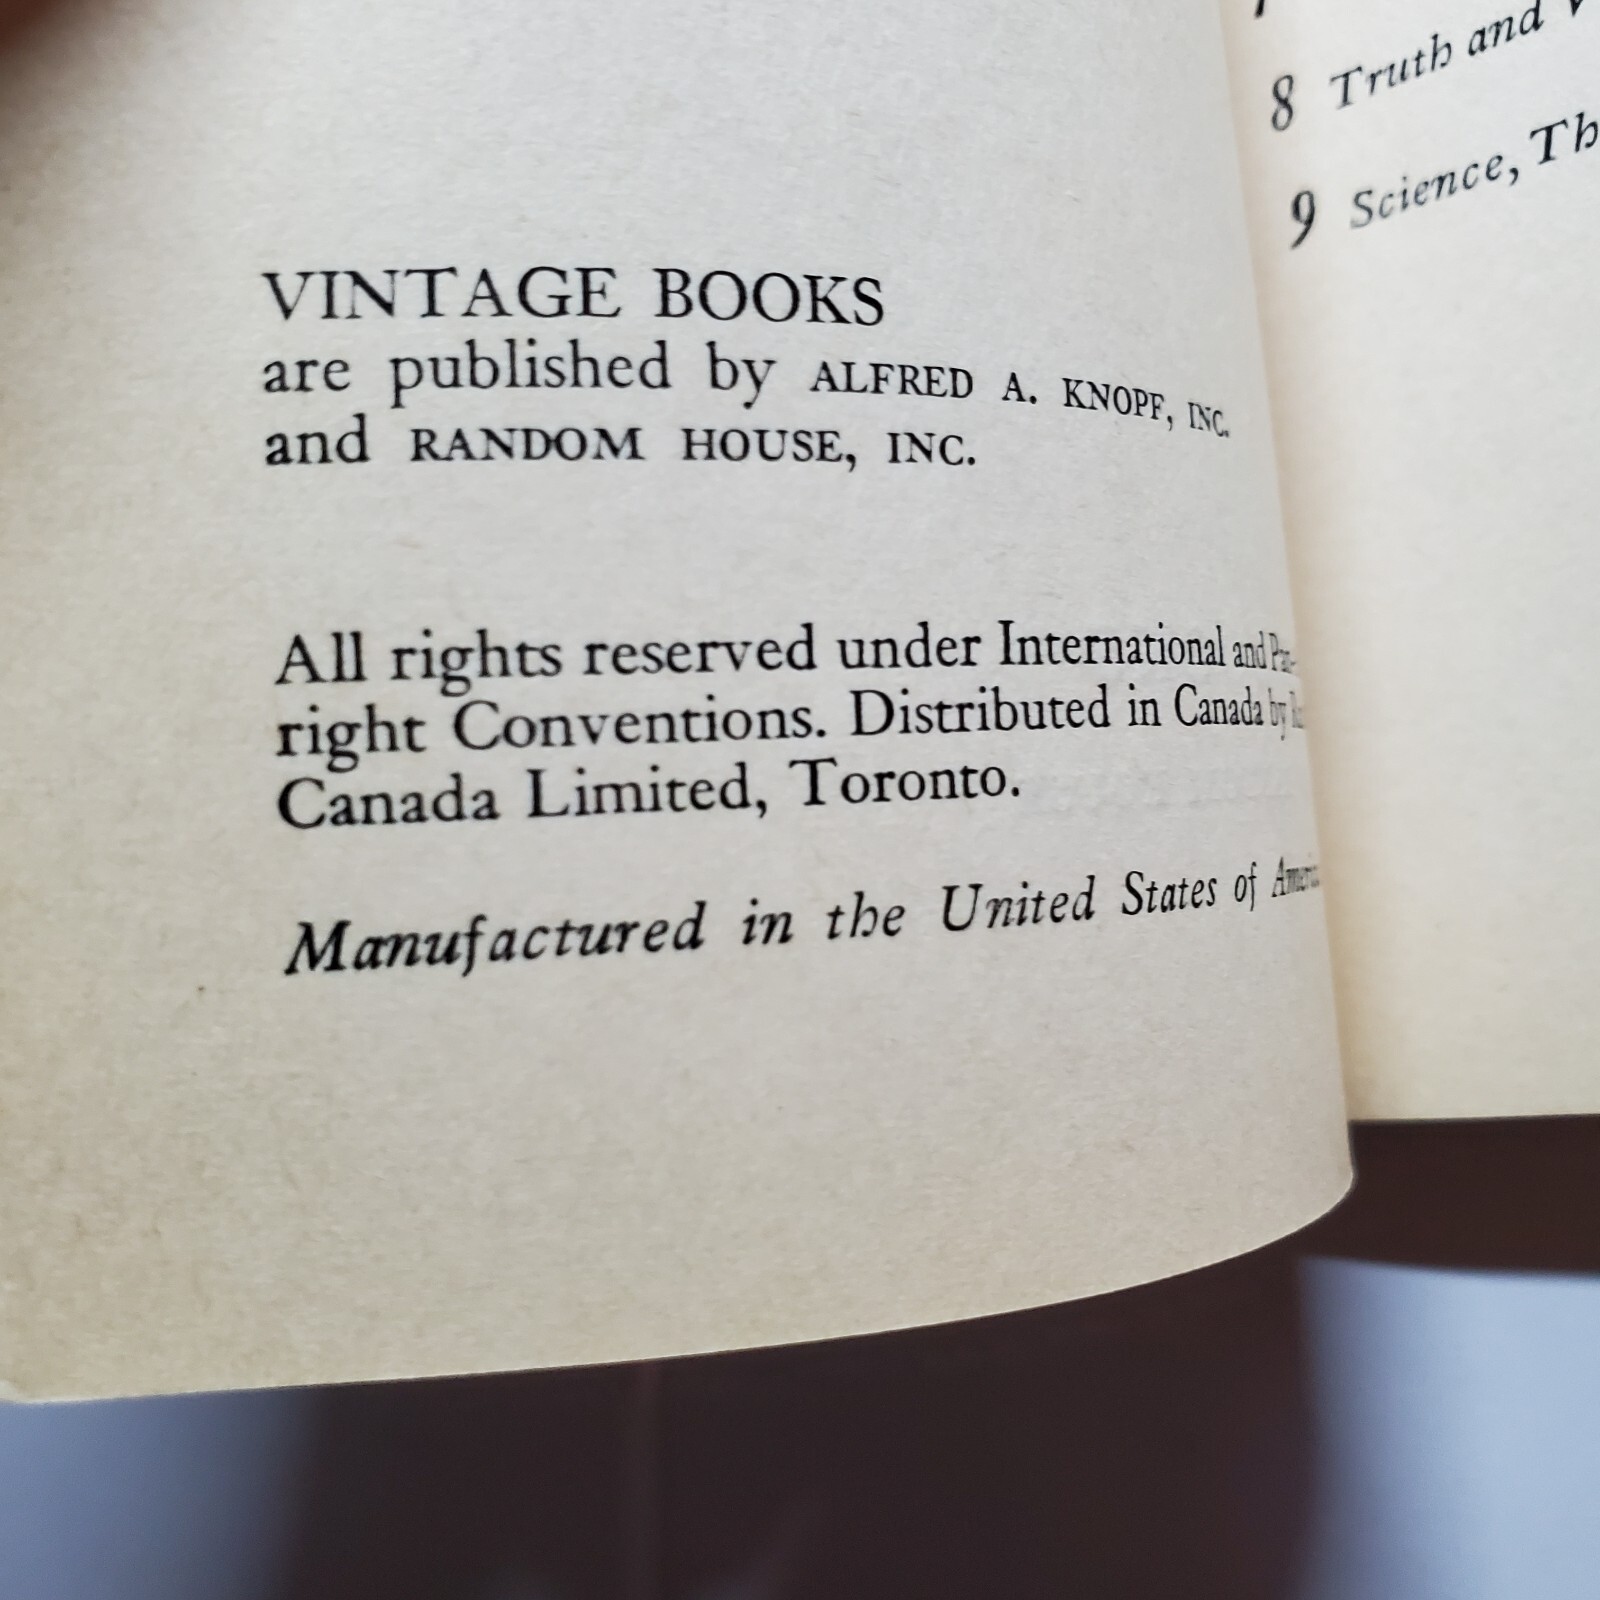 VINTAGE BOOKS
are published by ALFRED A. KNOPF, INC.
and RANDOM HOUSE, INC.
All rights reserved under International and
right Conventions. Distributed in Canada by
Canada Limited, Toronto.
Manufactured in the United States of
8 Truth and
9 Science,